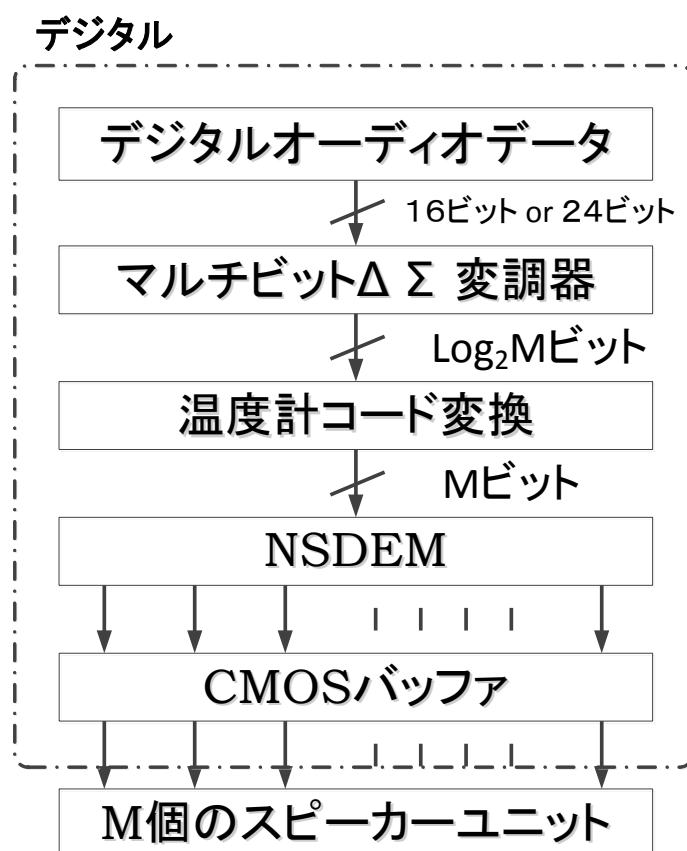 デジタル
デジタルオーディオデータ
16ビット or 24ビット
マルチビットΔ Σ 変調器
Log₂Mビット
温度計コード変換
Mビット
NSDEM
CMOSバッファ
M個のスピーカーユニット